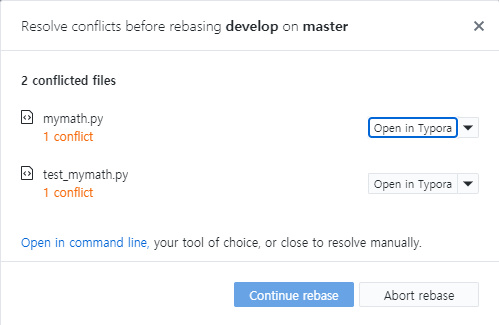 Resolve conflicts before rebasing develop on master
2 conflicted files
mymath.py
1 conflict
Open in Typora
test_mymath.py
1 conflict
Open in Typora
Open in command line, your tool of choice, or close to resolve manually.
Continue rebase
Abort rebase